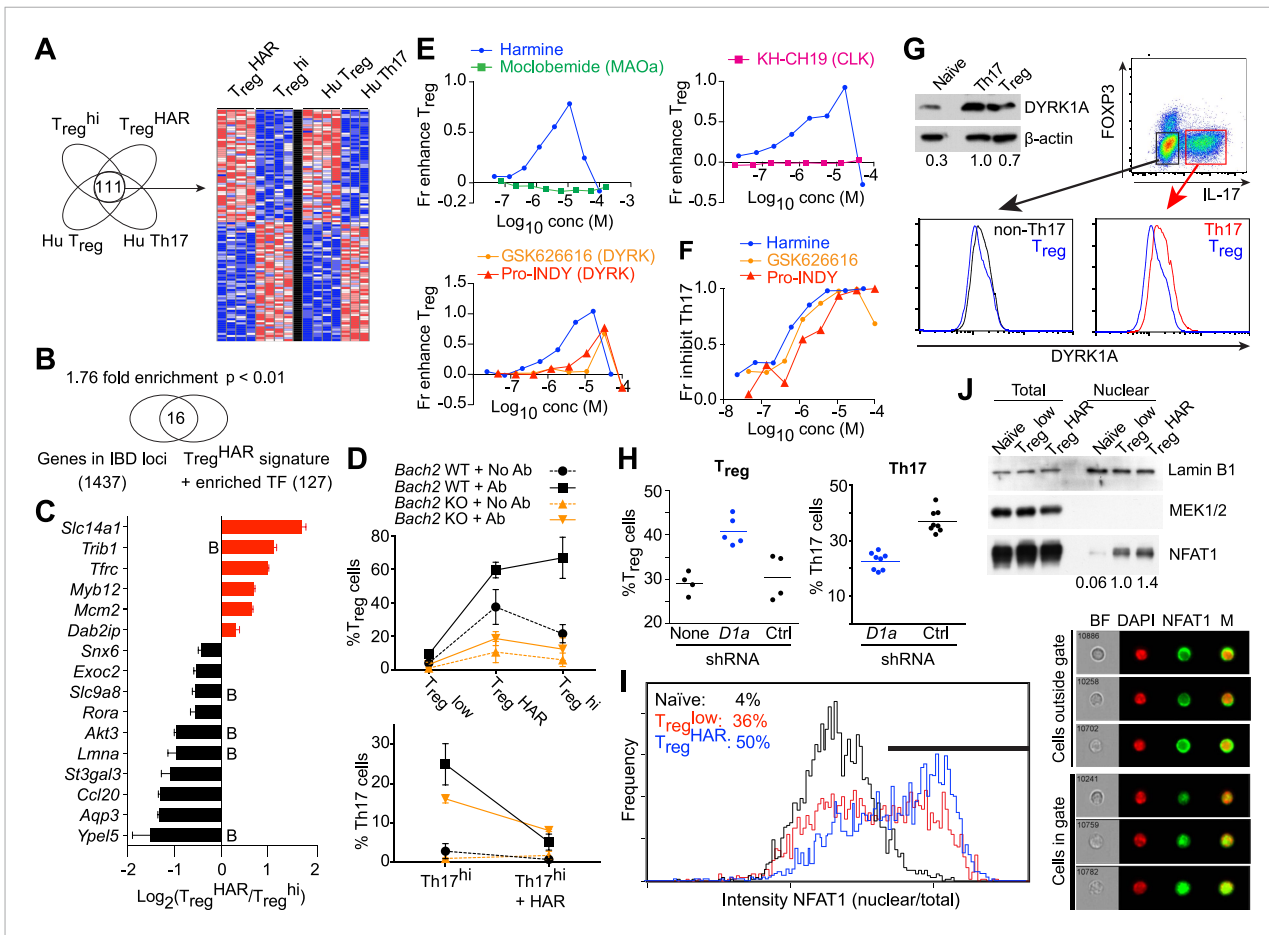 A
Treg HAR
Treg hi
Hu Treg
Hu Th17
Treg hi
Treg HAR
111
Hu Treg
Hu Th17
B
1.76 fold enrichment p < 0.01
16
Genes in IBD loci
(1437)
Treg HAR signature
+ enriched TF (127)
C
Slc14a1
Trib1
B
Tfrc
Myb12
Mcm2
Dab2ip
Snx6
Exoc2
Slc9a8
B
Rora
Akt3
B
Lmna
B
St3gal3
Ccl20
Aqp3
Ypel5
B
-2 -1 0 1 2
Log2(Treg HAR/Treg hi)
D
Bach2 WT + No Ab
Bach2 WT + Ab
Bach2 KO + No Ab
Bach2 KO + Ab
%Treg cells
80
60
40
20
0
Treg low
Treg HAR
Treg hi
% Th17 cells
30
20
10
0
Th17hi
Th17hi
+ HAR
E
Harmine
Moclobemide (MAOa)
Fr enhance Treg
1.0
0.5
0
-0.2
-7 -6 -5 -4 -3
Log10 conc (M)
KH-CH19 (CLK)
Fr enhance Treg
1.0
0.5
0.0
-0.3
-7 -6 -5 -4
Log10 conc (M)
GSK626616 (DYRK)
Pro-INDY (DYRK)
Fr enhance Treg
1.5
1.0
0.5
0.0
-0.5
-7 -6 -5 -4
Log10 conc (M)
F
Harmine
GSK626616
Pro-INDY
Fr inhibit Th17
1.0
0.5
0.0
-8 -7 -6 -5 -4
Log10 conc (M)
G
Naïve
Th17
Treg
DYRK1A
β-actin
0.3 1.0 0.7
FOXP3
IL-17
non-Th17
Treg
Th17
Treg
DYRK1A
H
Treg
%Treg cells
50
40
30
None D1a Ctrl
shRNA
Th17
% Th17 cells
50
40
30
20
10
D1a Ctrl
shRNA
I
Naïve: 4%
Treg low: 36%
Treg HAR: 50%
Frequency
Intensity NFAT1 (nuclear/total)
J
Total Nuclear
Naïve
Treg low
Treg HAR
Naïve
Treg low
Treg HAR
Lamin B1
MEK1/2
NFAT1
0.06 1.0 1.4
BF DAPI NFAT1 M
Cells outside gate
10886
10258
10702
Cells in gate
10241
10759
10782